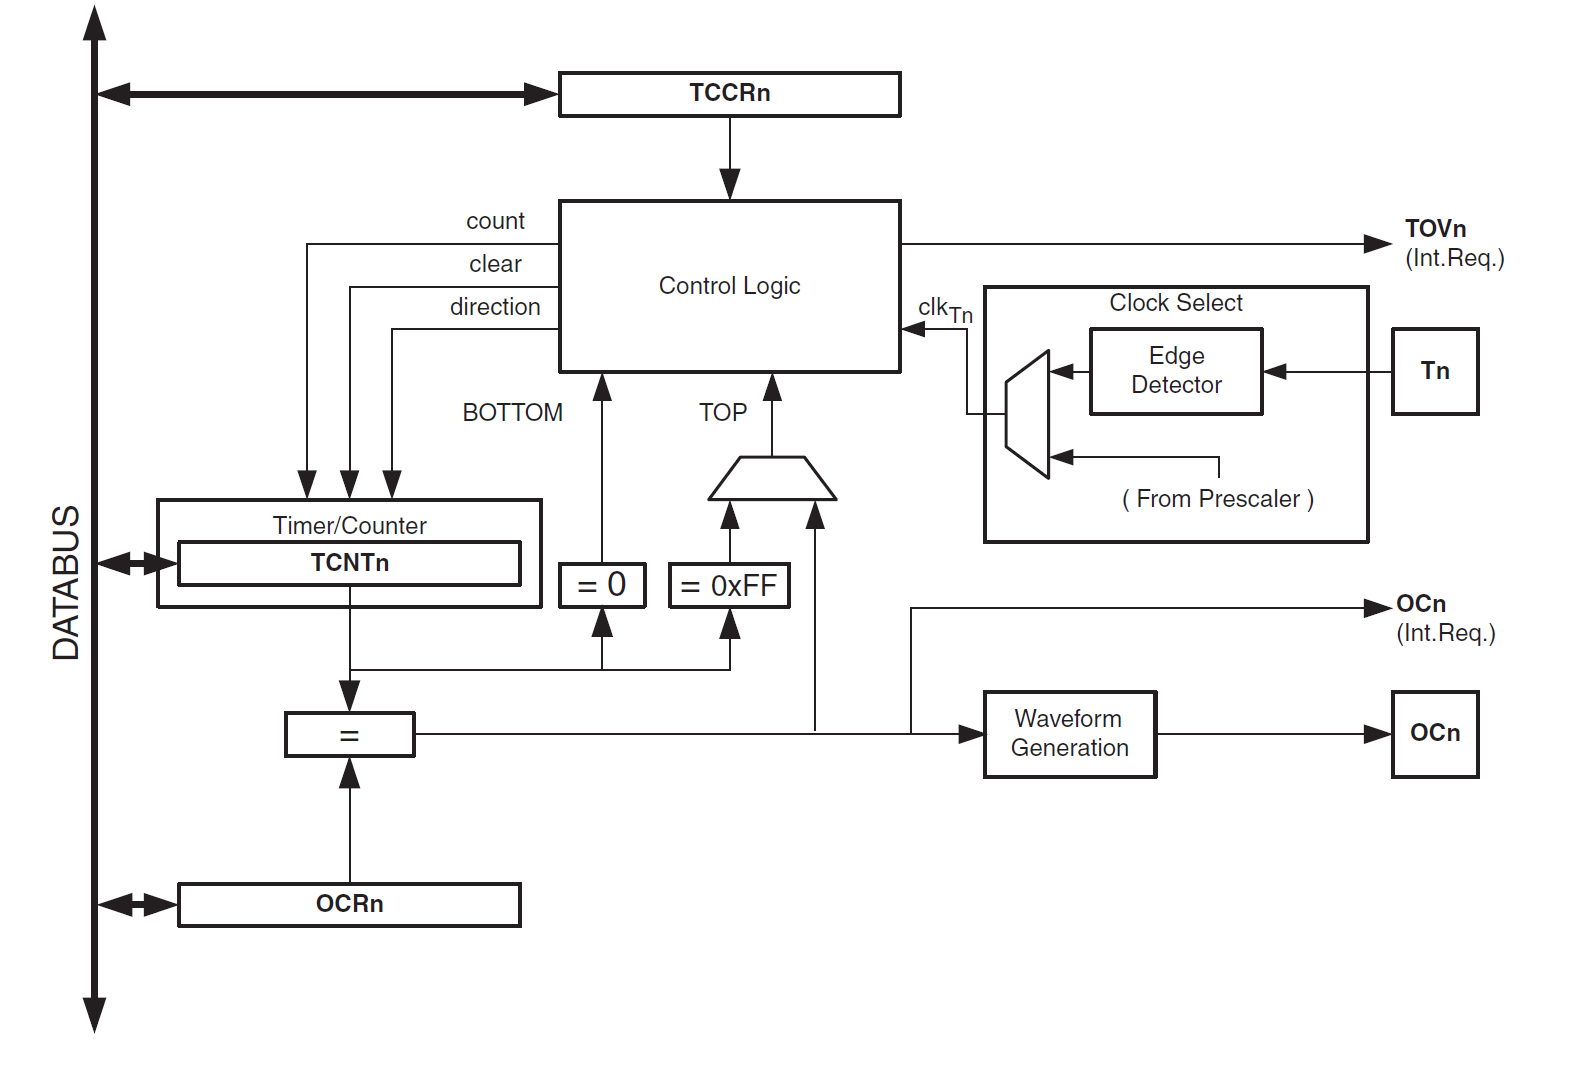 TCCRn
count
clear
direction
Control Logic
TOVn
(Int.Req.)
clkTn
Clock Select
Edge
Detector
Tn
BOTTOM
TOP
( From Prescaler )
DATABUS
Timer/Counter
TCNTn
= 0
= 0xFF
OCn
(Int.Req.)
=
Waveform
Generation
OCn
OCRn